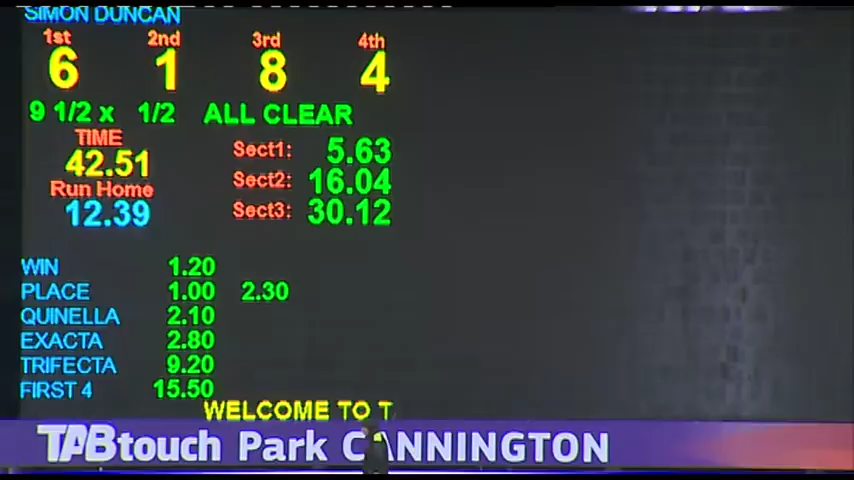 SIMON DUNCAN
1st 2nd 3rd 4th
6 1 8 4
9 1/2 x 1/2 ALL CLEAR
TIME
42.51
Run Home
12.39
Sect1: 5.63
Sect2: 16.04
Sect3: 30.12
WIN 1.20
PLACE 1.00 2.30
QUINELLA 2.10
EXACTA 2.80
TRIFECTA 9.20
FIRST 4 15.50
WELCOME TO T
TABtouch Park CANNINGTON